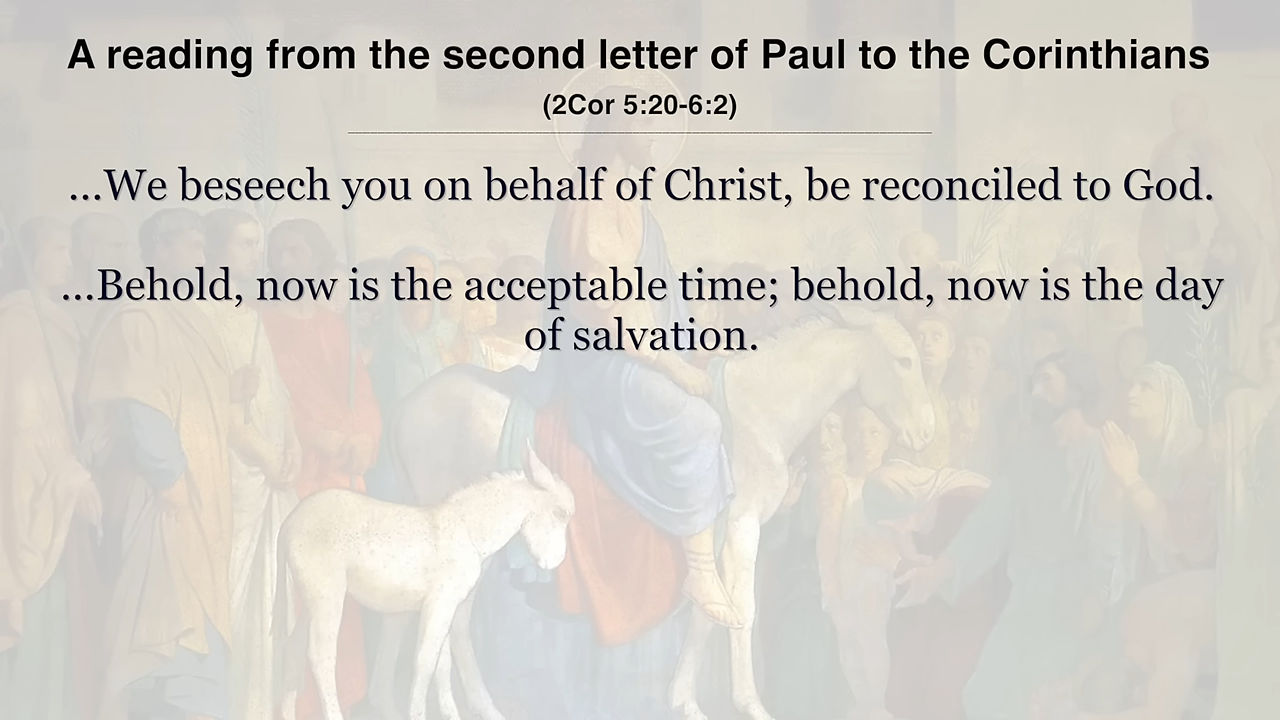 A reading from the second letter of Paul to the Corinthians
(2Cor 5:20-6:2)
...We beseech you on behalf of Christ, be reconciled to God.
...Behold, now is the acceptable time; behold, now is the day
of salvation.